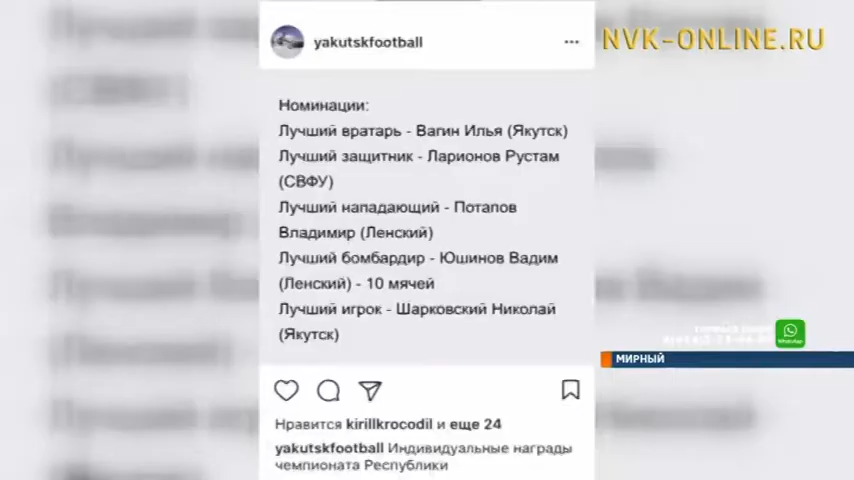 yakutskfootball
NVK-ONLINE.RU
Номинации:
Лучший вратарь - Вагин Илья (Якутск)
Лучший защитник - Ларионов Рустам
(СВФУ)
Лучший нападающий - Потапов
Владимир (Ленский)
Лучший бомбардир - Юшинов Вадим
(Ленский) - 10 мячей
Лучший игрок - Шарковский Николай
(Якутск)
WhatsApp
МИРНЫЙ
Нравится kirillkrocodil и еще 24
yakutskfootball Индивидуальные награды
чемпионата Республики